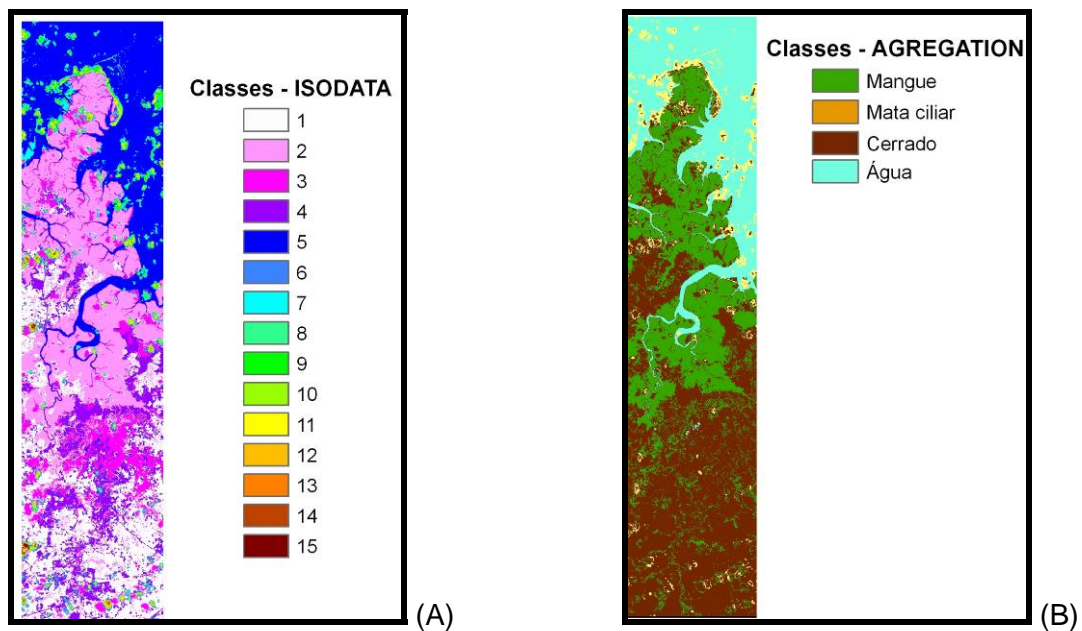 Classes - ISODATA
1
2
3
4
5
6
7
8
9
10
11
12
13
14
15
(A)
Classes - AGREGATION
Mangue
Mata ciliar
Cerrado
Água
(B)